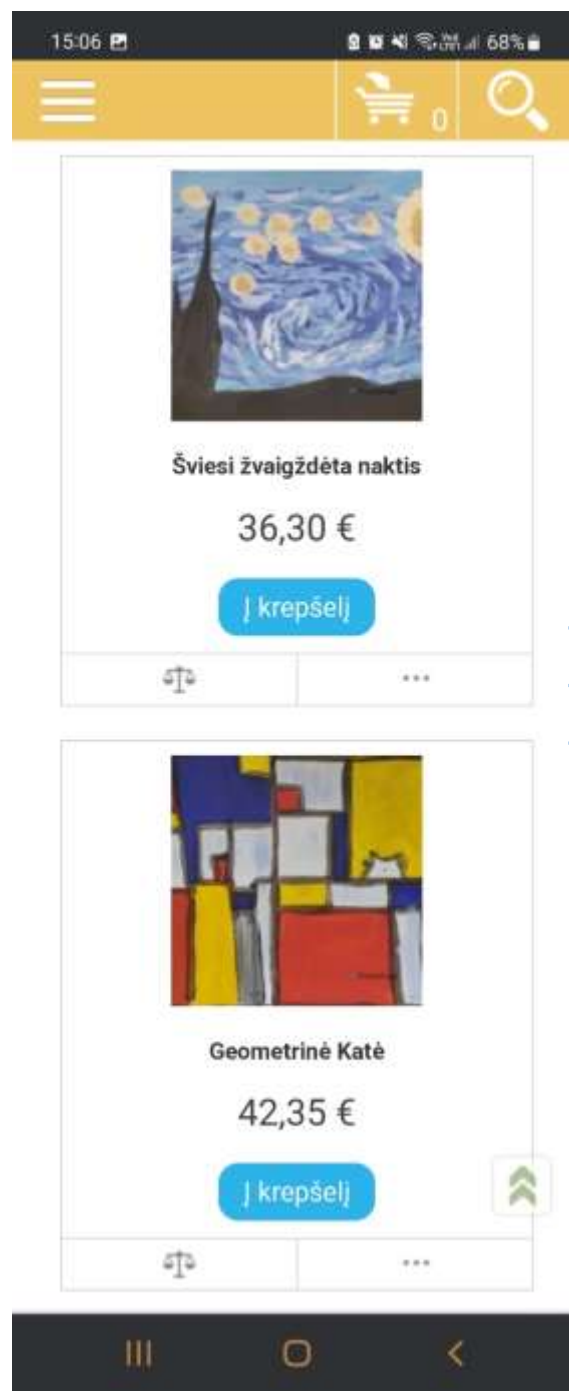 15:06
68%
0
Šviesi žvaigždėta naktis
36,30 €
Į krepšelį
Geometrinė Katė
42,35 €
Į krepšelį